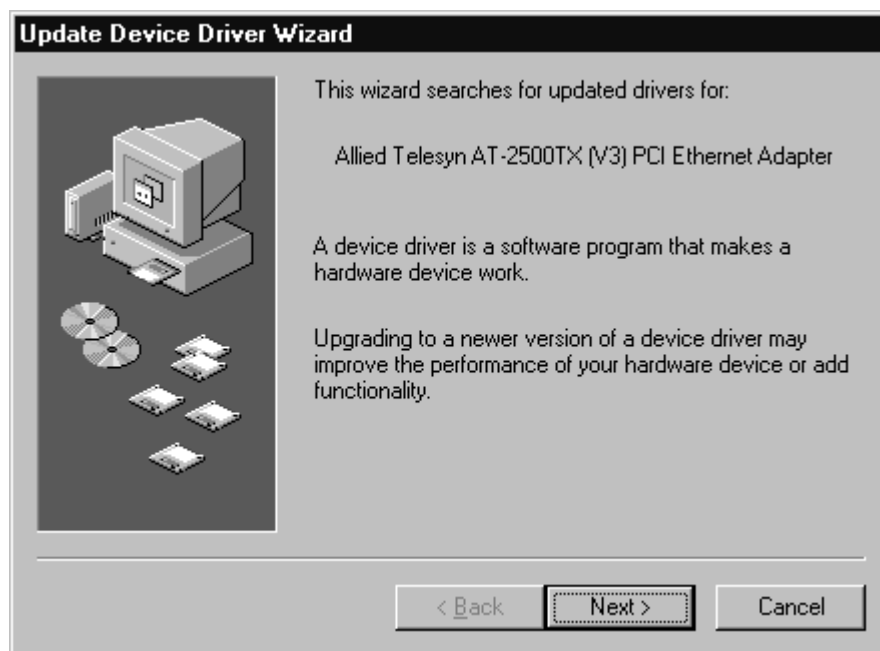 Update Device Driver Wizard
This wizard searches for updated drivers for:
Allied Telesyn AT-2500TX (V3) PCI Ethernet Adapter
A device driver is a software program that makes a
hardware device work.
Upgrading to a newer version of a device driver may
improve the performance of your hardware device or add
functionality.
< Back Next > Cancel